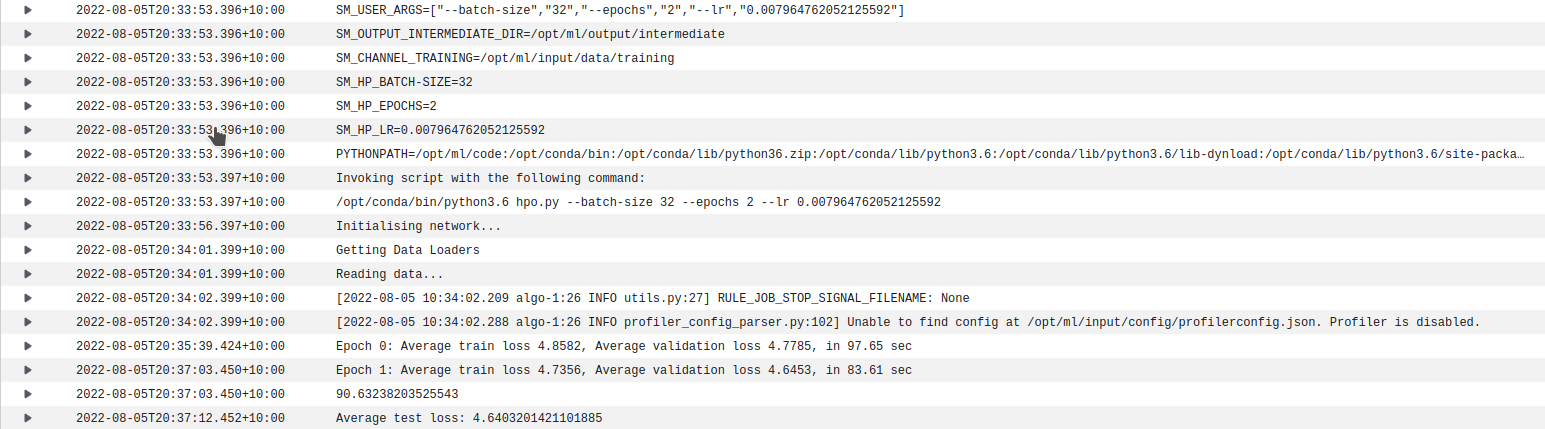 2022-08-05T20:33:53.396+10:00 SM_USER_ARGS=["--batch-size","32","--epochs","2","--lr","0.007964762052125592"]
2022-08-05T20:33:53.396+10:00 SM_OUTPUT_INTERMEDIATE_DIR=/opt/ml/output/intermediate
2022-08-05T20:33:53.396+10:00 SM_CHANNEL_TRAINING=/opt/ml/input/data/training
2022-08-05T20:33:53.396+10:00 SM_HP_BATCH-SIZE=32
2022-08-05T20:33:53.396+10:00 SM_HP_EPOCHS=2
2022-08-05T20:33:53.396+10:00 SM_HP_LR=0.007964762052125592
2022-08-05T20:33:53.396+10:00 PYTHONPATH=/opt/ml/code:/opt/conda/bin:/opt/conda/lib/python36.zip:/opt/conda/lib/python3.6:/opt/conda/lib/python3.6/lib-dynload:/opt/conda/lib/python3.6/site-packa…
2022-08-05T20:33:53.397+10:00 Invoking script with the following command:
2022-08-05T20:33:53.397+10:00 /opt/conda/bin/python3.6 hpo.py --batch-size 32 --epochs 2 --lr 0.007964762052125592
2022-08-05T20:33:56.397+10:00 Initialising network...
2022-08-05T20:34:01.399+10:00 Getting Data Loaders
2022-08-05T20:34:01.399+10:00 Reading data...
2022-08-05T20:34:02.399+10:00 [2022-08-05 10:34:02.209 algo-1:26 INFO utils.py:27] RULE_JOB_STOP_SIGNAL_FILENAME: None
2022-08-05T20:34:02.399+10:00 [2022-08-05 10:34:02.288 algo-1:26 INFO profiler_config_parser.py:102] Unable to find config at /opt/ml/input/config/profilerconfig.json. Profiler is disabled.
2022-08-05T20:35:39.424+10:00 Epoch 0: Average train loss 4.8582, Average validation loss 4.7785, in 97.65 sec
2022-08-05T20:37:03.450+10:00 Epoch 1: Average train loss 4.7356, Average validation loss 4.6453, in 83.61 sec
2022-08-05T20:37:03.450+10:00 90.63238203525543
2022-08-05T20:37:12.452+10:00 Average test loss: 4.6403201421101885